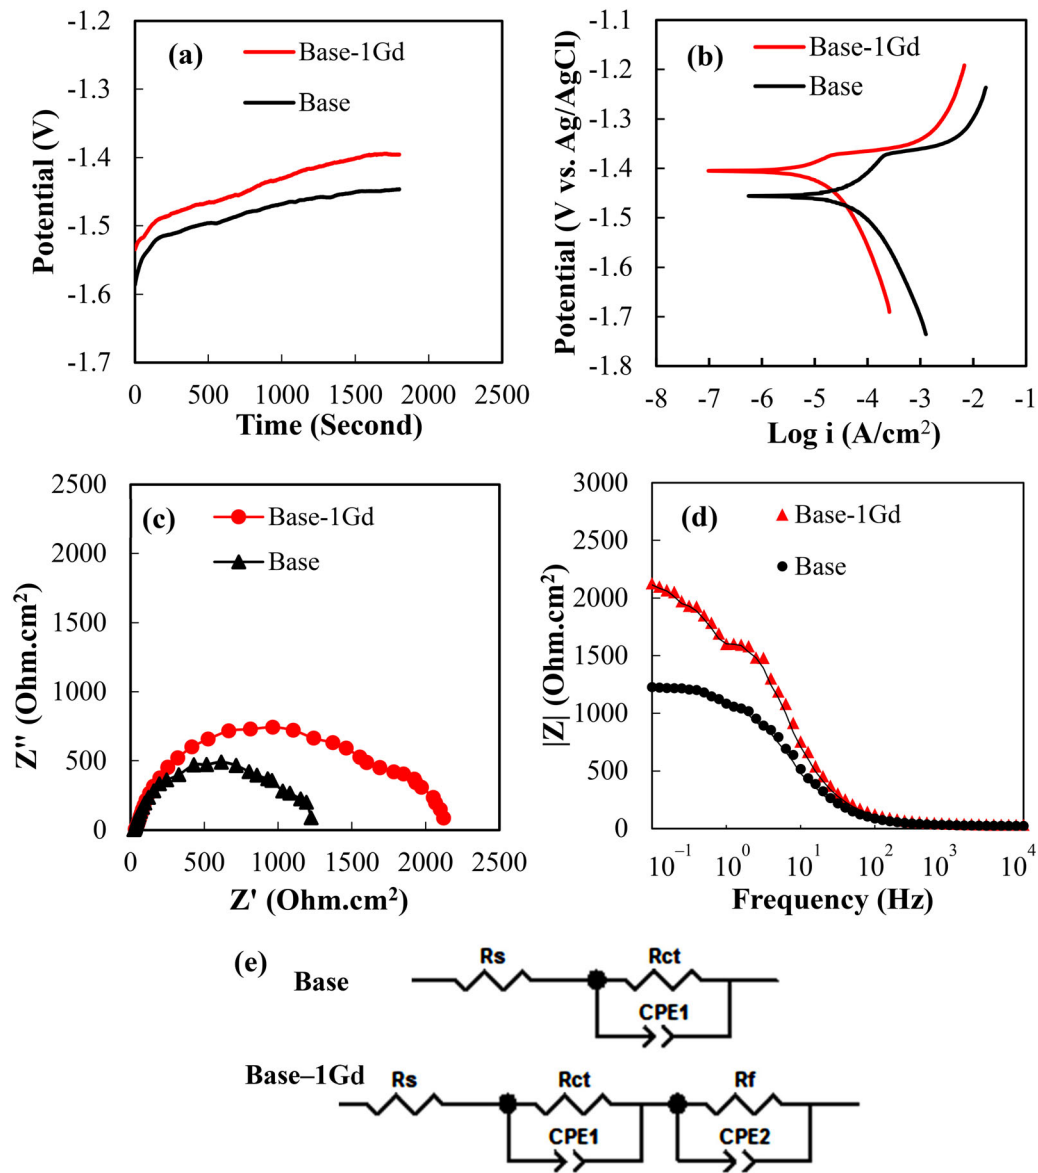 (a)
Base-1Gd
Base
-1.2
-1.3
-1.4
-1.5
-1.6
-1.7
Potential (V)
0
500
1000
1500
2000
2500
Time (Second)
(b)
Base-1Gd
Base
-1.1
-1.2
-1.3
-1.4
-1.5
-1.6
-1.7
-1.8
Potential (V vs. Ag/AgCl)
-8
-7
-6
-5
-4
-3
-2
-1
Log i (A/cm²)
(c)
Base-1Gd
Base
2500
2000
1500
1000
500
0
Z'' (Ohm.cm²)
0
500
1000
1500
2000
2500
Z' (Ohm.cm²)
(d)
Base-1Gd
Base
3000
2500
2000
1500
1000
500
0
|Z| (Ohm.cm²)
10⁻¹
10⁰
10¹
10²
10³
10⁴
Frequency (Hz)
(e)
Base
Rs
Rct
CPE1
Base–1Gd
Rs
Rct
Rf
CPE1
CPE2